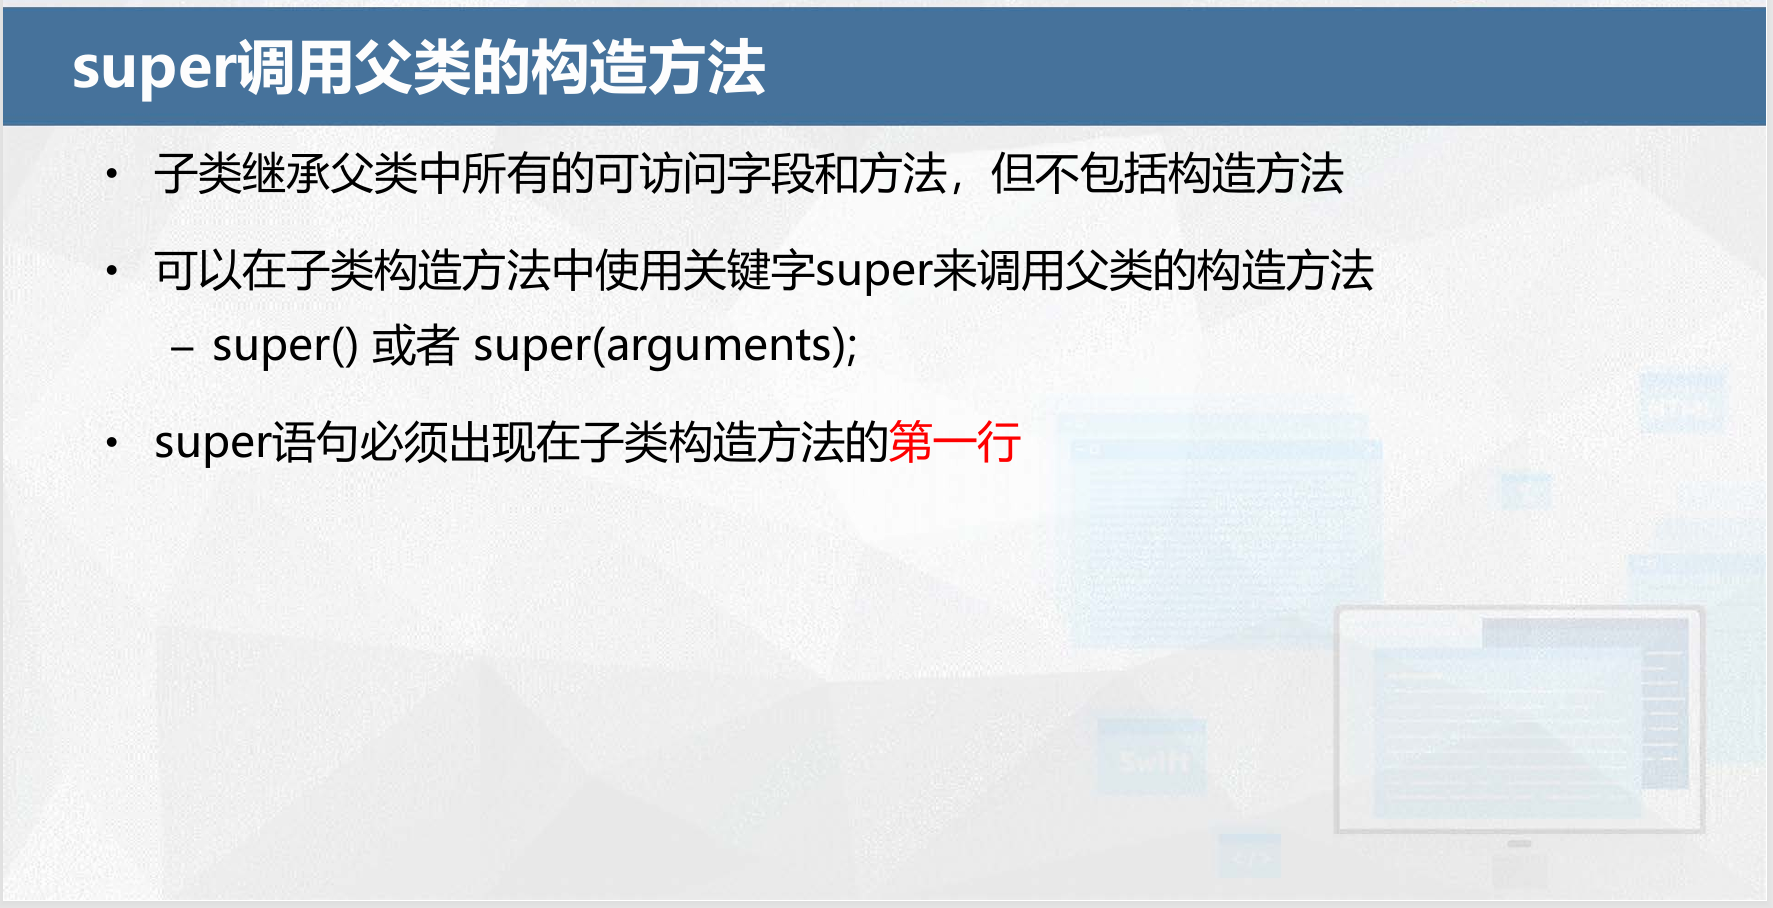 super调用父类的构造方法
• 子类继承父类中所有的可访问字段和方法，但不包括构造方法
• 可以在子类构造方法中使用关键字super来调用父类的构造方法
– super() 或者 super(arguments);
• super语句必须出现在子类构造方法的第一行
HTML
Swift
</>